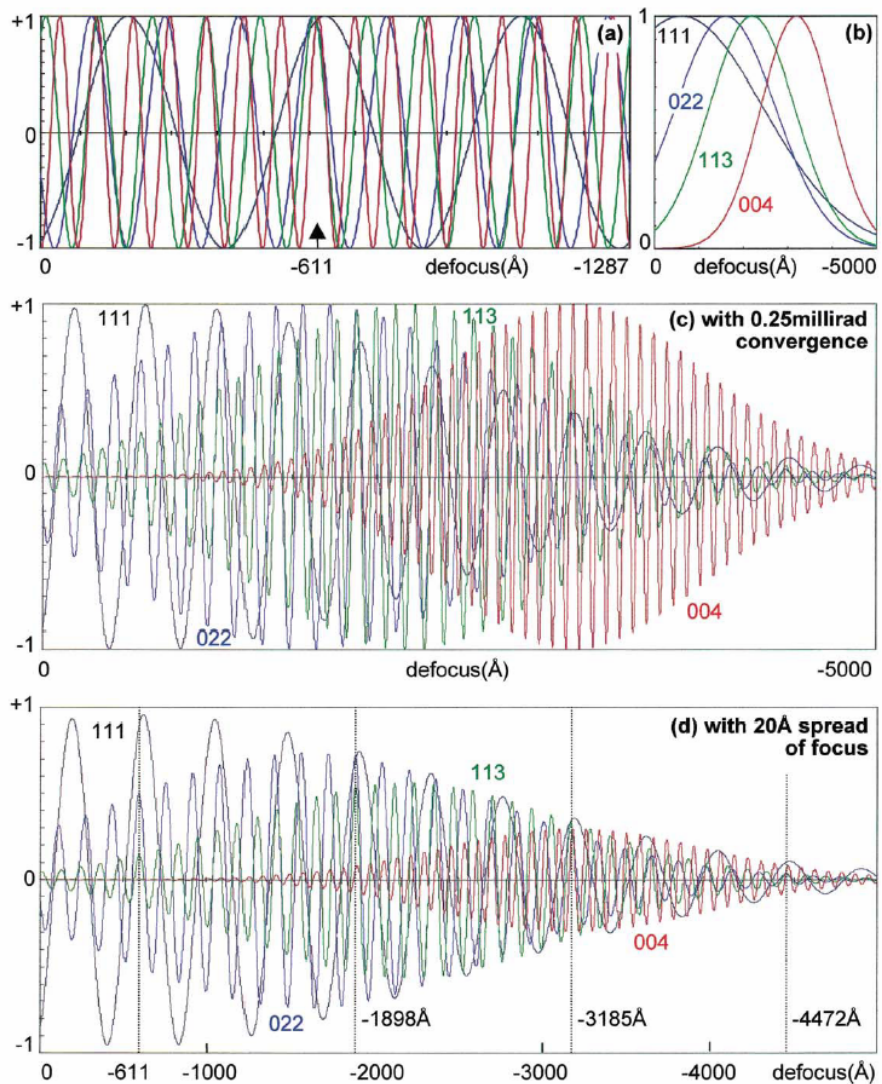 1
(a)
0
-1
0
-611
defocus(Å)
-1287
1
111
(b)
022
113
004
0
0
defocus(Å)
-5000
+1
111
113
(c) with 0.25millirad
convergence
0
022
004
-1
0
defocus(Å)
-5000
+1
111
(d) with 20Å spread
of focus
113
0
004
022
-1898Å
-3185Å
-4472Å
-1
0
-611
-1000
-2000
-3000
-4000
defocus(Å)